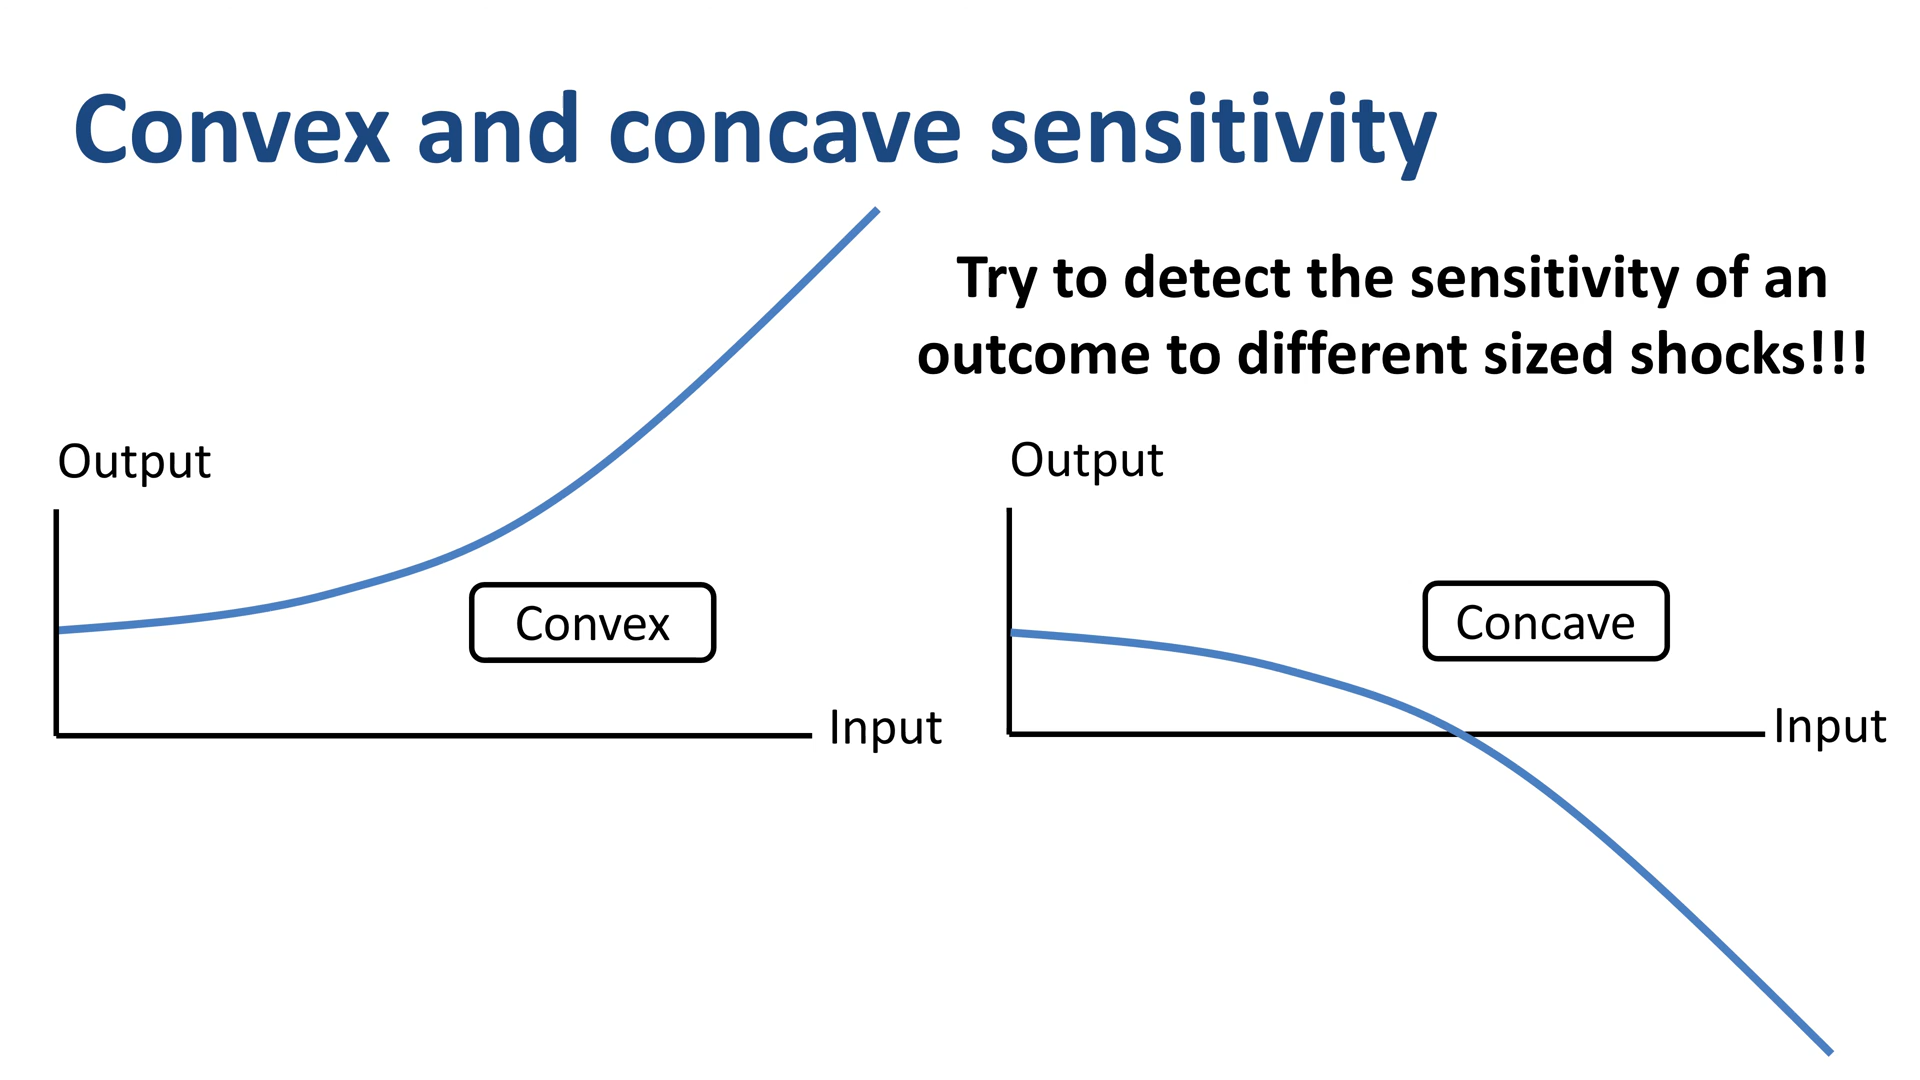 Convex and concave sensitivity
Try to detect the sensitivity of an
outcome to different sized shocks!!!
Output
Convex
Input
Output
Concave
Input